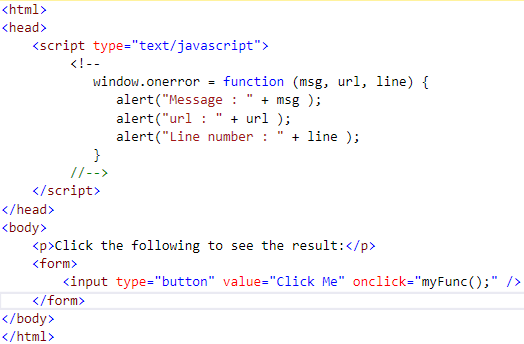 <html>
<head>
<script type="text/javascript">
<!--
window.onerror = function (msg, url, line) {
alert("Message : " + msg );
alert("url : " + url );
alert("Line number : " + line );
}
//-->
</script>
</head>
<body>
<p>Click the following to see the result:</p>
<form>
<input type="button" value="Click Me" onclick="myFunc();" />
</form>
</body>
</html>